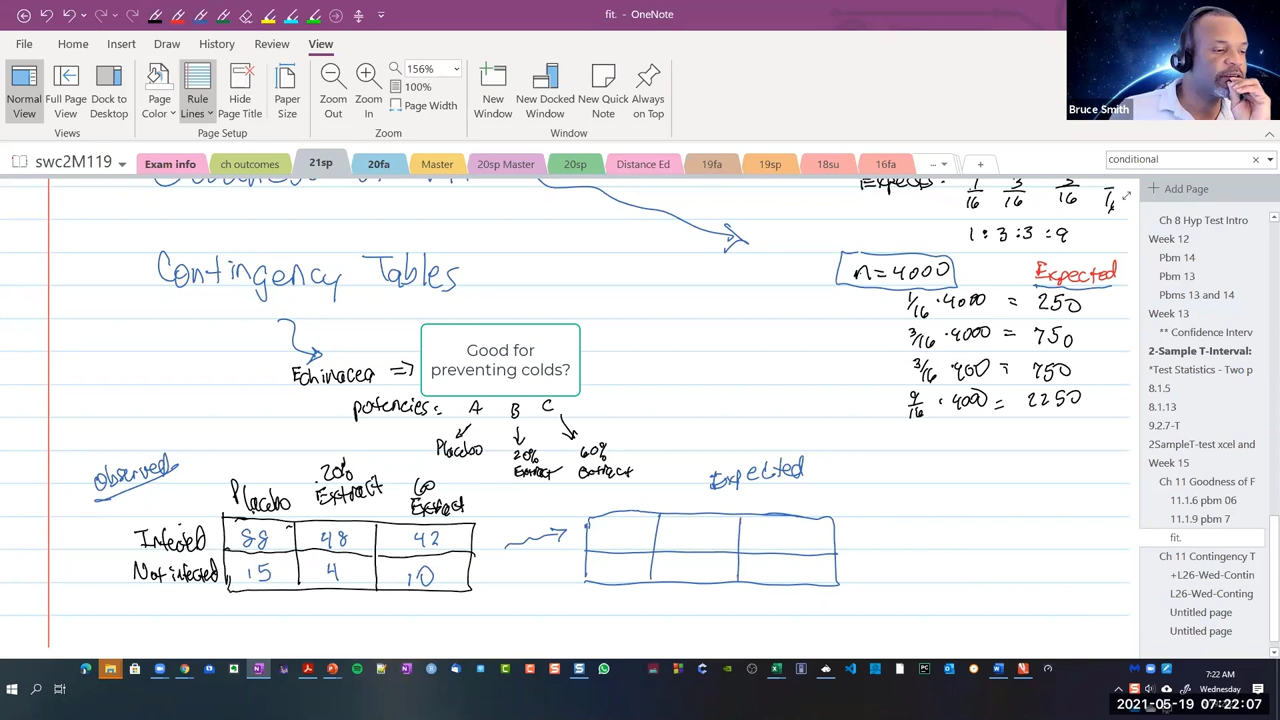 fit. - OneNote
File Home Insert Draw History Review View
Normal View
Full Page View
Dock to Desktop
Views
Page Color
Rule Lines
Hide Page Title
Paper Size
Page Setup
Zoom Out
Zoom In
156%
100%
Page Width
Zoom
New Window
New Docked Window
New Quick Note
Always on Top
Window
Bruce Smith
swc2M119
Exam info ch outcomes 21sp 20fa Master 20sp Master 20sp Distance Ed 19fa 19sp 18su 16fa ...
conditional
Expects:
1/16 3/16 3/16
1:3:3:9
Contingency Tables
n=4000
Expected
1/16 · 4000 = 250
3/16 · 4000 = 750
3/16 · 400 = 750
9/16 · 4000 = 2250
Echinacea =>
Good for
preventing colds?
potencies: A B C
Placebo
20% Extract
60% Extract
observed
Placebo
20% Extract
60 Extract
Expected
Infected 88 48 42
Not infected 15 4 10
Add Page
Ch 8 Hyp Test Intro
Week 12
Pbm 14
Pbm 13
Pbms 13 and 14
Week 13
** Confidence Interv
2-Sample T-Interval:
*Test Statistics - Two p
8.1.5
8.1.13
9.2.7-T
2SampleT-test xcel and
Week 15
Ch 11 Goodness of F
11.1.6 pbm 06
11.1.9 pbm 7
fit.
Ch 11 Contingency T
+L26-Wed-Contin
L26-Wed-Conting
Untitled page
Untitled page
7:22 AM
Wednesday
2021-05-19 07:22:07